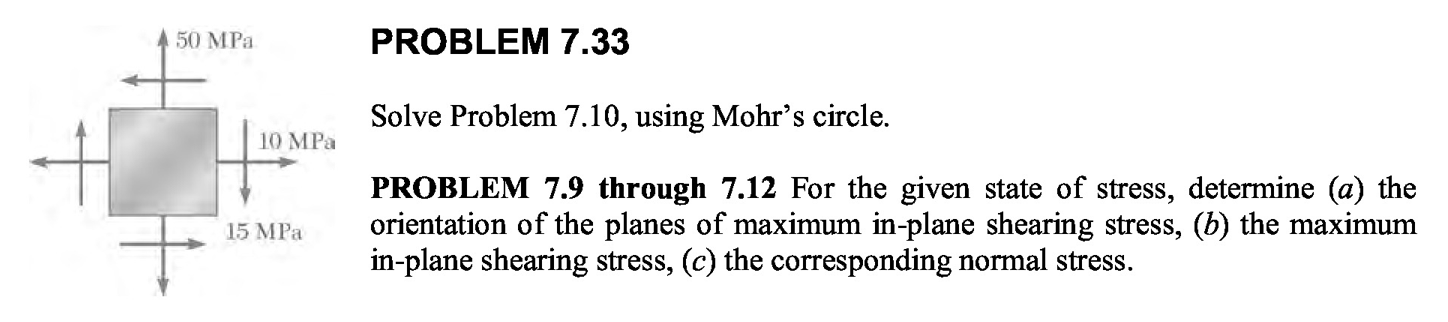 50 MPa
10 MPa
15 MPa
PROBLEM 7.33
Solve Problem 7.10, using Mohr's circle.
PROBLEM 7.9 through 7.12 For the given state of stress, determine (a) the
orientation of the planes of maximum in-plane shearing stress, (b) the maximum
in-plane shearing stress, (c) the corresponding normal stress.